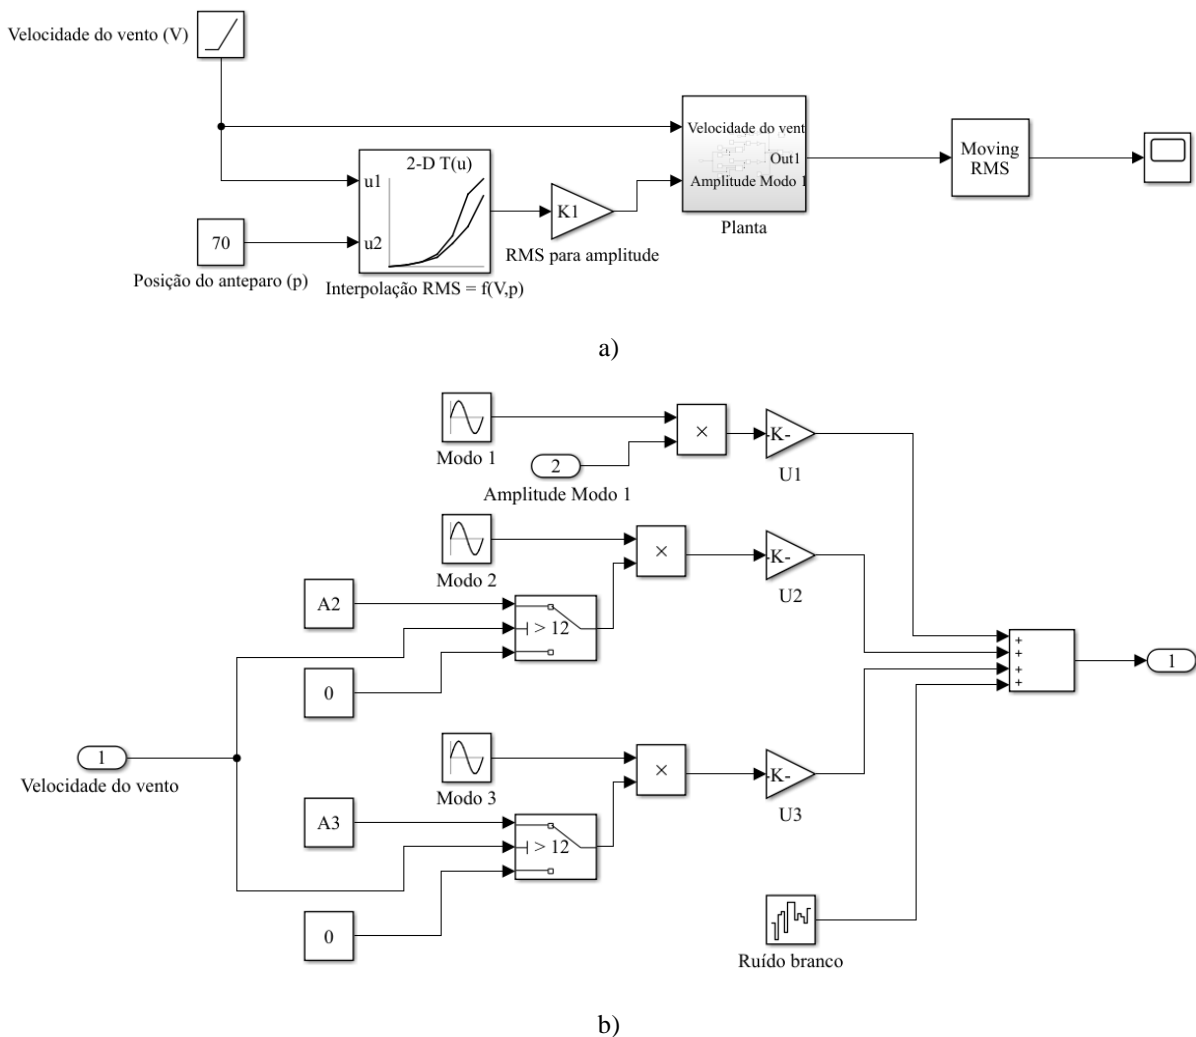 Velocidade do vento (V)
2-D T(u)
u1
u2
70
Posição do anteparo (p)
Interpolação RMS = f(V,p)
K1
RMS para amplitude
Velocidade do vent
Out1
Amplitude Modo 1
Planta
Moving
RMS
a)
Modo 1
2
Amplitude Modo 1
×
-K-
U1
Modo 2
×
-K-
U2
A2
> 12
0
+
+
+
+
1
1
Velocidade do vento
Modo 3
×
-K-
U3
A3
> 12
0
Ruído branco
b)